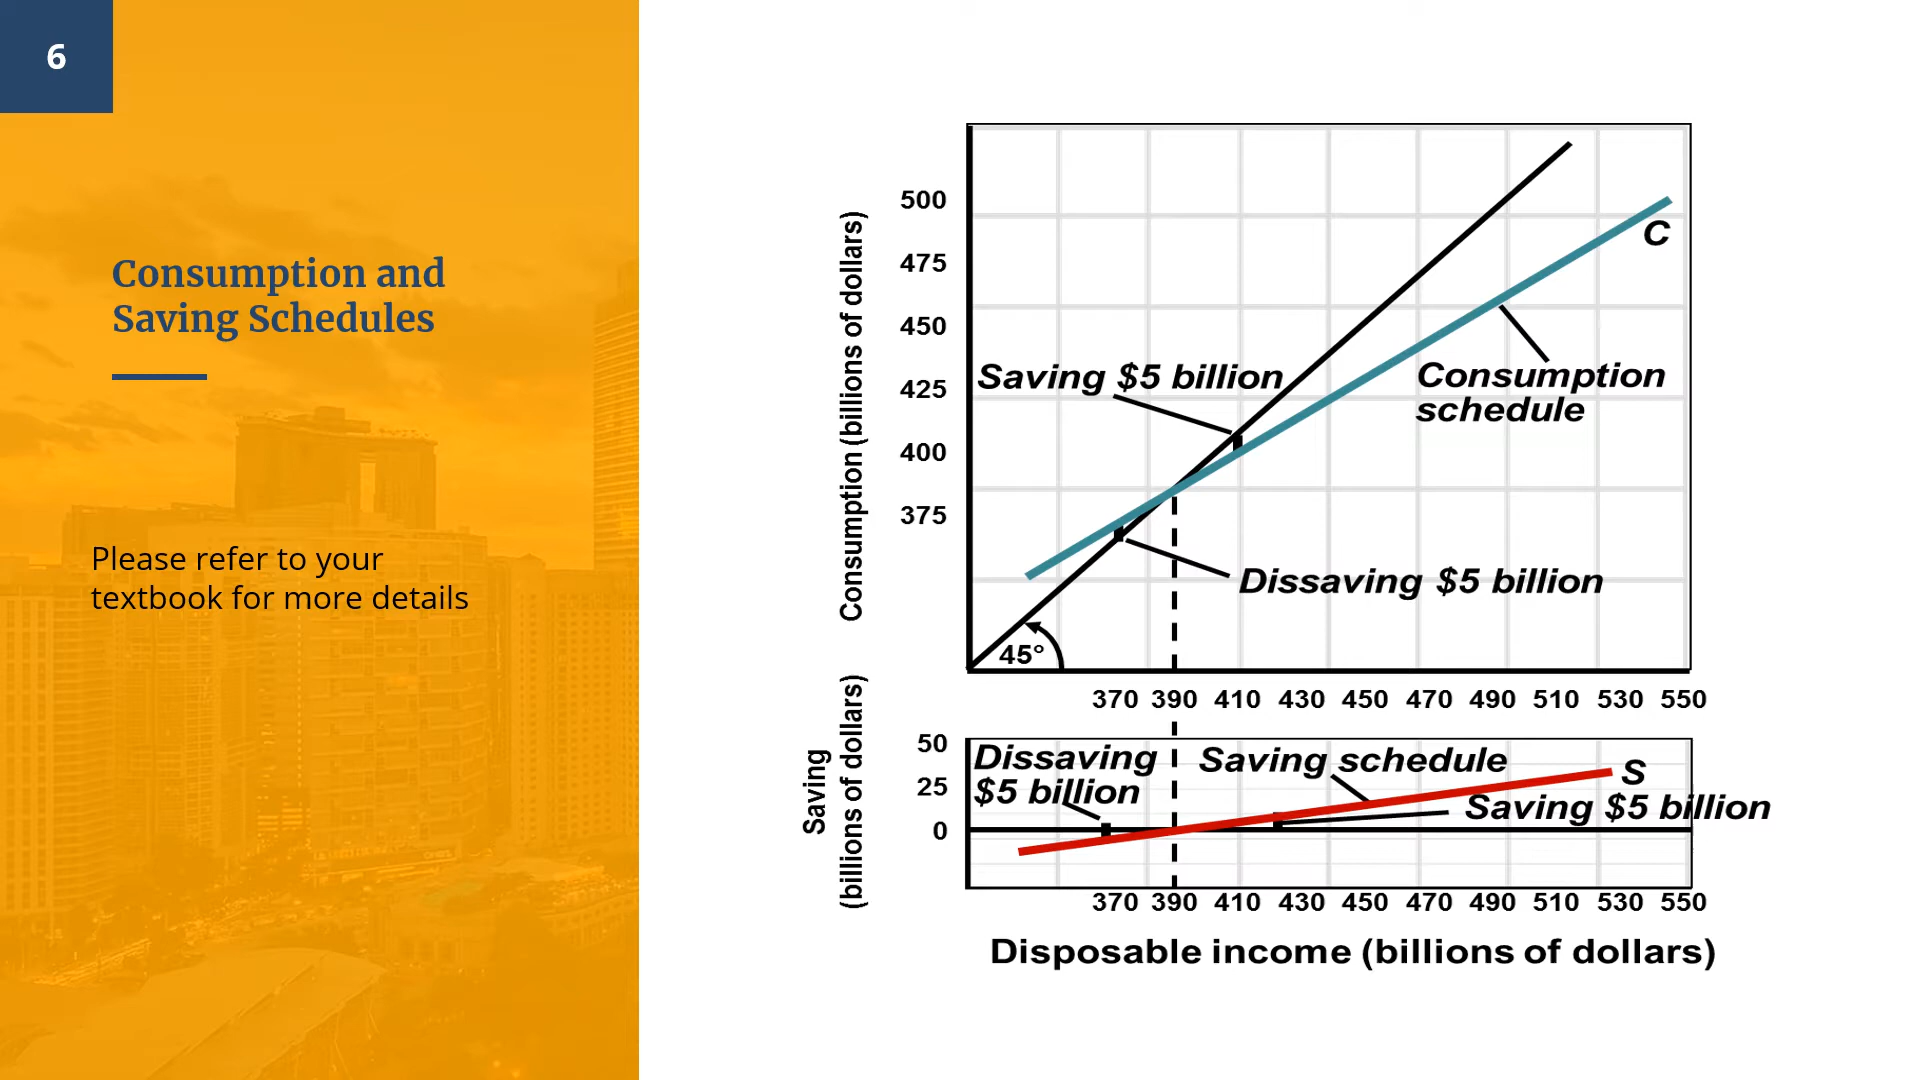 6
Consumption and
Saving Schedules
Please refer to your
textbook for more details
Consumption (billions of dollars)
500
475
450
425
400
375
C
Saving $5 billion
Consumption
schedule
Dissaving $5 billion
45°
370 390 410 430 450 470 490 510 530 550
Saving
(billions of dollars)
50
25
0
Dissaving
$5 billion
Saving schedule
S
Saving $5 billion
370 390 410 430 450 470 490 510 530 550
Disposable income (billions of dollars)